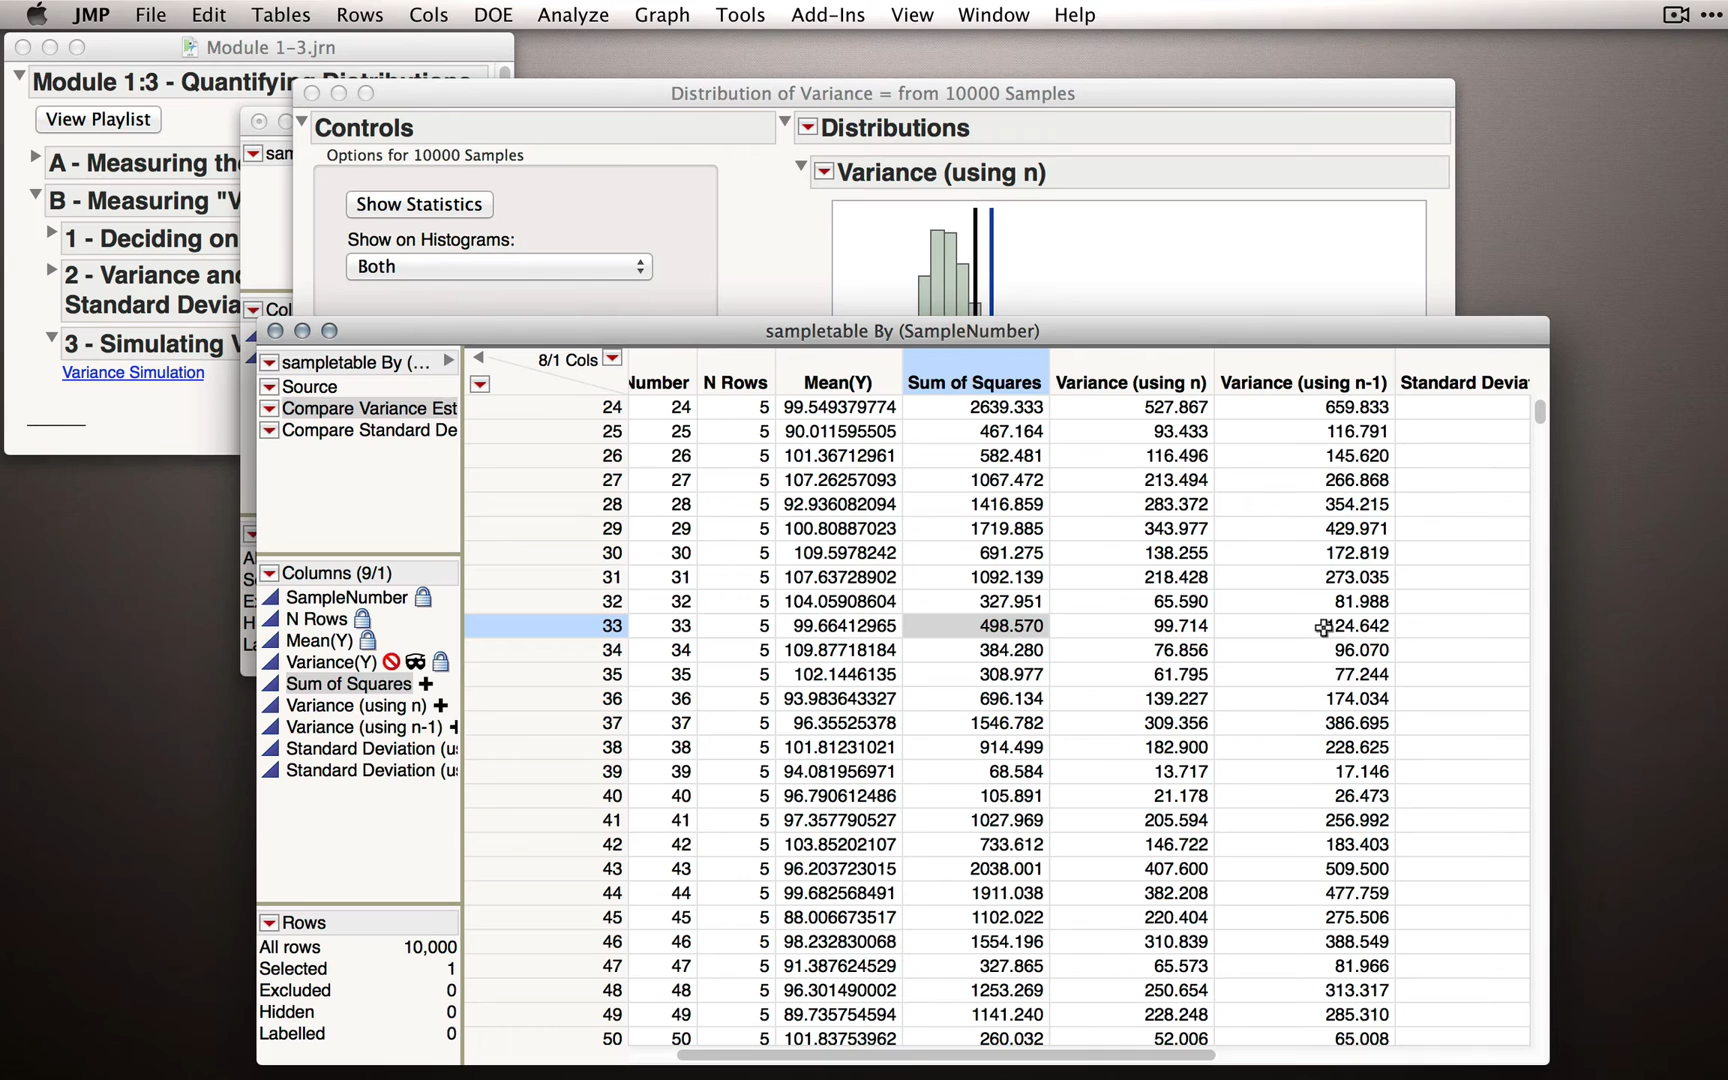 JMP File Edit Tables Rows Cols DOE Analyze Graph Tools Add-Ins View Window Help
Module 1-3.jrn
Module 1:3 - Quantifying Distributions
View Playlist
A - Measuring the
B - Measuring "V
1 - Deciding on
2 - Variance and
Standard Devia
3 - Simulating V
Variance Simulation
sam
Col
Distribution of Variance = from 10000 Samples
Controls
Options for 10000 Samples
Show Statistics
Show on Histograms:
Both
Distributions
Variance (using n)
sampletable By (SampleNumber)
sampletable By (...
Source
Compare Variance Est
Compare Standard De
Columns (9/1)
SampleNumber
N Rows
Mean(Y)
Variance(Y)
Sum of Squares
Variance (using n)
Variance (using n-1)
Standard Deviation (u
Standard Deviation (u
Rows
All rows 10,000
Selected 1
Excluded 0
Hidden 0
Labelled 0
8/1 Cols
Number N Rows Mean(Y) Sum of Squares Variance (using n) Variance (using n-1) Standard Deviat
24 24 5 99.549379774 2639.333 527.867 659.833
25 25 5 90.011595505 467.164 93.433 116.791
26 26 5 101.36712961 582.481 116.496 145.620
27 27 5 107.26257093 1067.472 213.494 266.868
28 28 5 92.936082094 1416.859 283.372 354.215
29 29 5 100.80887023 1719.885 343.977 429.971
30 30 5 109.5978242 691.275 138.255 172.819
31 31 5 107.63728902 1092.139 218.428 273.035
32 32 5 104.05908604 327.951 65.590 81.988
33 33 5 99.66412965 498.570 99.714 124.642
34 34 5 109.87718184 384.280 76.856 96.070
35 35 5 102.1446135 308.977 61.795 77.244
36 36 5 93.983643327 696.134 139.227 174.034
37 37 5 96.35525378 1546.782 309.356 386.695
38 38 5 101.81231021 914.499 182.900 228.625
39 39 5 94.081956971 68.584 13.717 17.146
40 40 5 96.790612486 105.891 21.178 26.473
41 41 5 97.357790527 1027.969 205.594 256.992
42 42 5 103.85202107 733.612 146.722 183.403
43 43 5 96.203723015 2038.001 407.600 509.500
44 44 5 99.682568491 1911.038 382.208 477.759
45 45 5 88.006673517 1102.022 220.404 275.506
46 46 5 98.232830068 1554.196 310.839 388.549
47 47 5 91.387624529 327.865 65.573 81.966
48 48 5 96.301490002 1253.269 250.654 313.317
49 49 5 89.735754594 1141.240 228.248 285.310
50 50 5 101.83753962 260.032 52.006 65.008